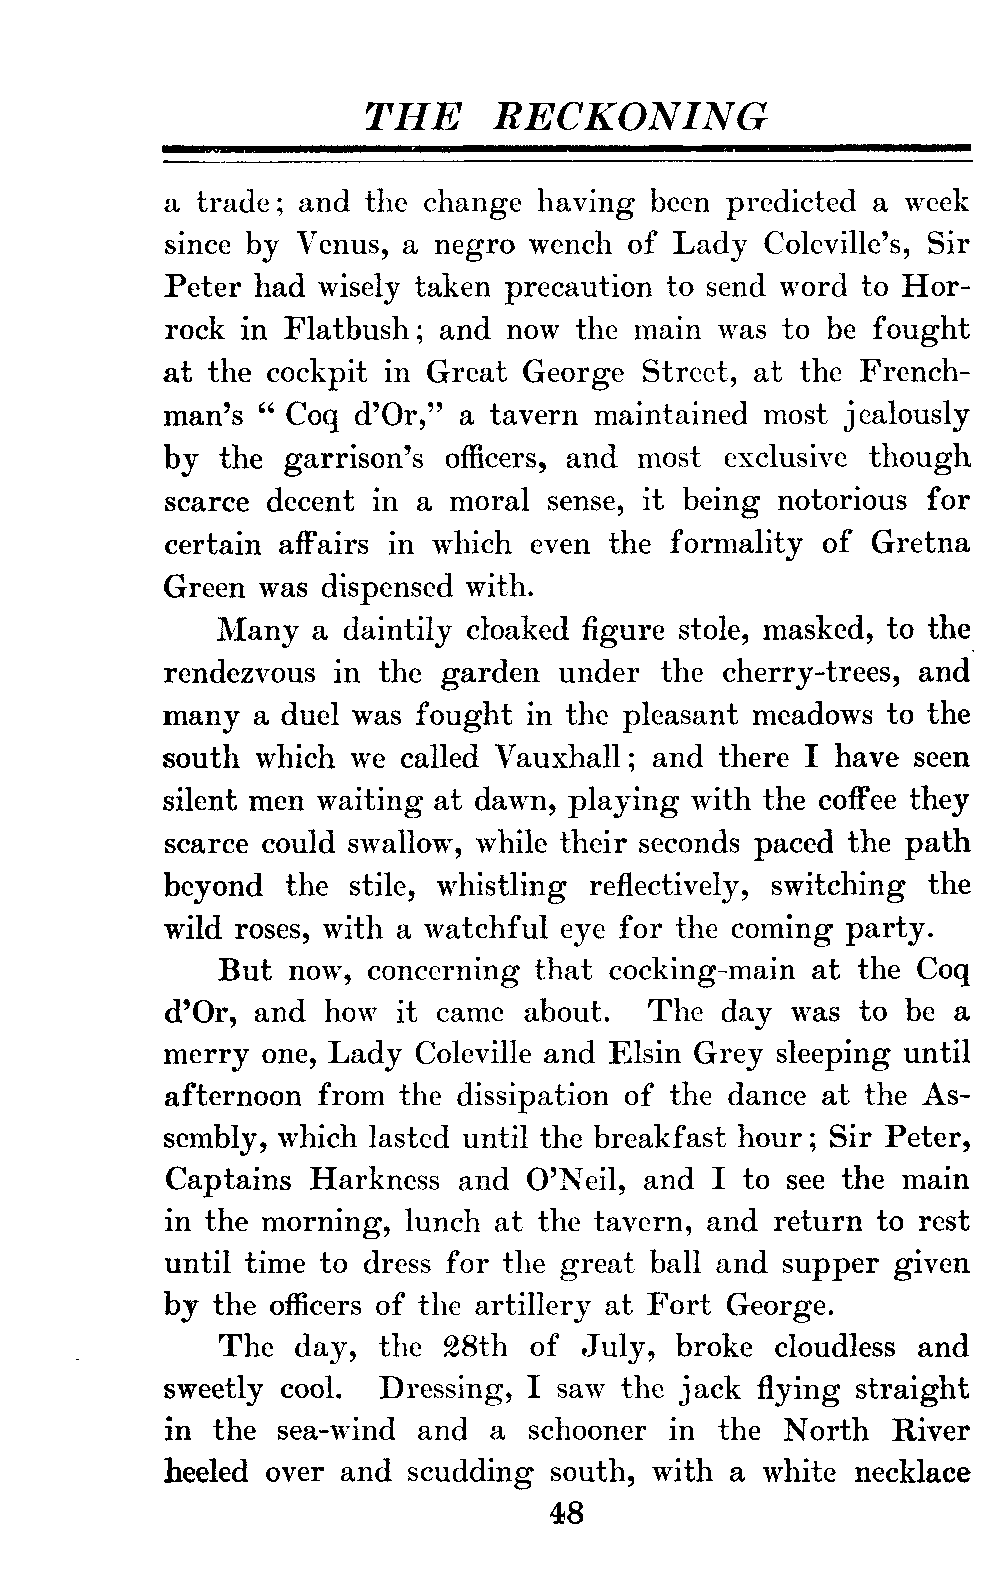 THE RECKONING
a trade; and the change having been predicted a week
since by Venus, a negro wench of Lady Coleville's, Sir
Peter had wisely taken precaution to send word to Hor-
rock in Flatbush; and now the main was to be fought
at the cockpit in Great George Street, at the French-
man's “ Coq d'Or,” a tavern maintained most jealously
by the garrison's officers, and most exclusive though
scarce decent in a moral sense, it being notorious for
certain affairs in which even the formality of Gretna
Green was dispensed with.
Many a daintily cloaked figure stole, masked, to the
rendezvous in the garden under the cherry-trees, and
many a duel was fought in the pleasant meadows to the
south which we called Vauxhall; and there I have seen
silent men waiting at dawn, playing with the coffee they
scarce could swallow, while their seconds paced the path
beyond the stile, whistling reflectively, switching the
wild roses, with a watchful eye for the coming party.
But now, concerning that cocking-main at the Coq
d'Or, and how it came about. The day was to be a
merry one, Lady Coleville and Elsin Grey sleeping until
afternoon from the dissipation of the dance at the As-
sembly, which lasted until the breakfast hour; Sir Peter,
Captains Harkness and O'Neil, and I to see the main
in the morning, lunch at the tavern, and return to rest
until time to dress for the great ball and supper given
by the officers of the artillery at Fort George.
The day, the 28th of July, broke cloudless and
sweetly cool. Dressing, I saw the jack flying straight
in the sea-wind and a schooner in the North River
heeled over and scudding south, with a white necklace
48